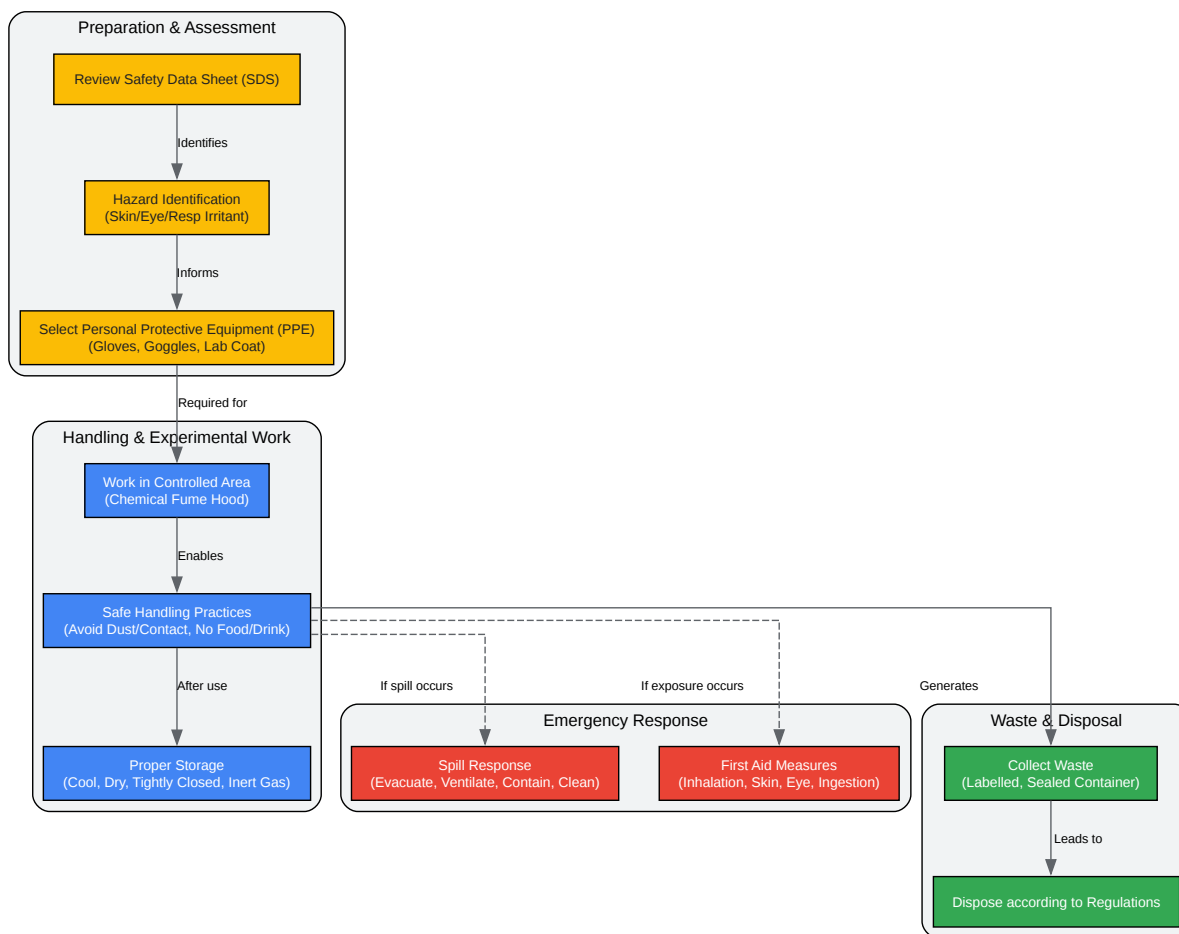 Preparation & Assessment
Review Safety Data Sheet (SDS)
Identifies
Hazard Identification
(Skin/Eye/Resp Irritant)
Informs
Select Personal Protective Equipment (PPE)
(Gloves, Goggles, Lab Coat)
Required for
Handling & Experimental Work
Work in Controlled Area
(Chemical Fume Hood)
Enables
Safe Handling Practices
(Avoid Dust/Contact, No Food/Drink)
After use
Proper Storage
(Cool, Dry, Tightly Closed, Inert Gas)
If spill occurs
If exposure occurs
Emergency Response
Spill Response
(Evacuate, Ventilate, Contain, Clean)
First Aid Measures
(Inhalation, Skin, Eye, Ingestion)
Generates
Waste & Disposal
Collect Waste
(Labelled, Sealed Container)
Leads to
Dispose according to Regulations